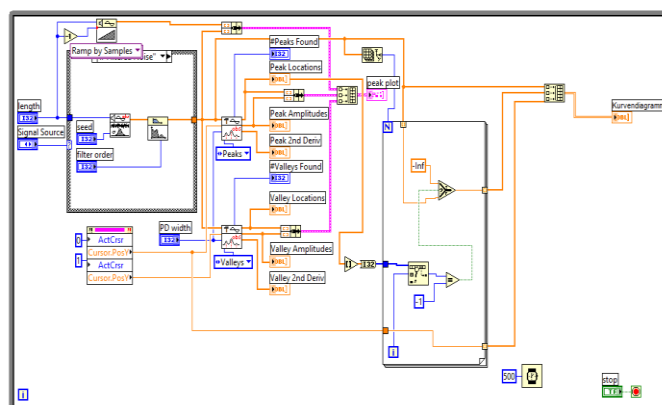 Ramp by Samples
length
I32
Signal Source
seed
I32
filter order
I32
#Peaks Found
I32
Peak Locations
DBL
Peak Amplitudes
DBL
Peak 2nd Deriv
DBL
Peaks
#Valleys Found
I32
Valley Locations
DBL
PD width
I32
Valleys
Valley Amplitudes
DBL
Valley 2nd Deriv
DBL
peak plot
0
ActCrsr
Cursor.PosY
1
ActCrsr
Cursor.PosY
N
-Inf
I32
-1
i
Kurvendiagramm
DBL
500
stop
TF
i